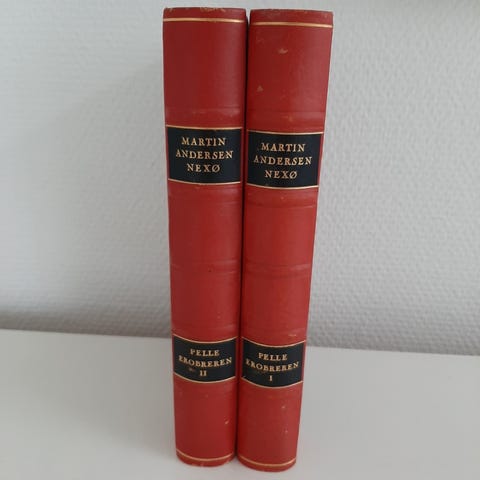 MARTIN
ANDERSEN
NEXØ
PELLE
EROBREREN
II
MARTIN
ANDERSEN
NEXØ
PELLE
EROBREREN
I